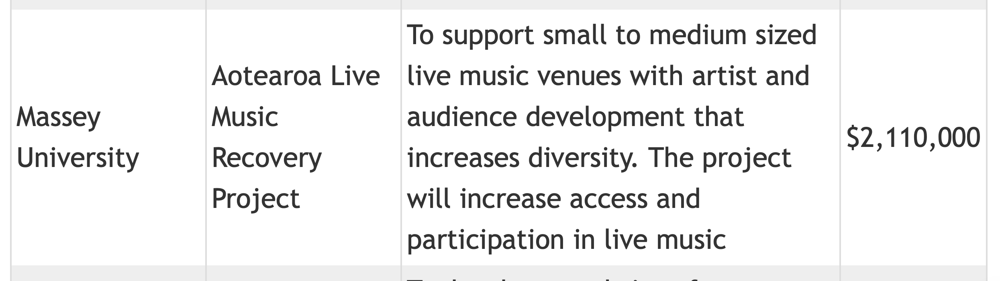 Massey
University
Aotearoa Live
Music
Recovery
Project
To support small to medium sized
live music venues with artist and
audience development that
increases diversity. The project
will increase access and
participation in live music
$2,110,000